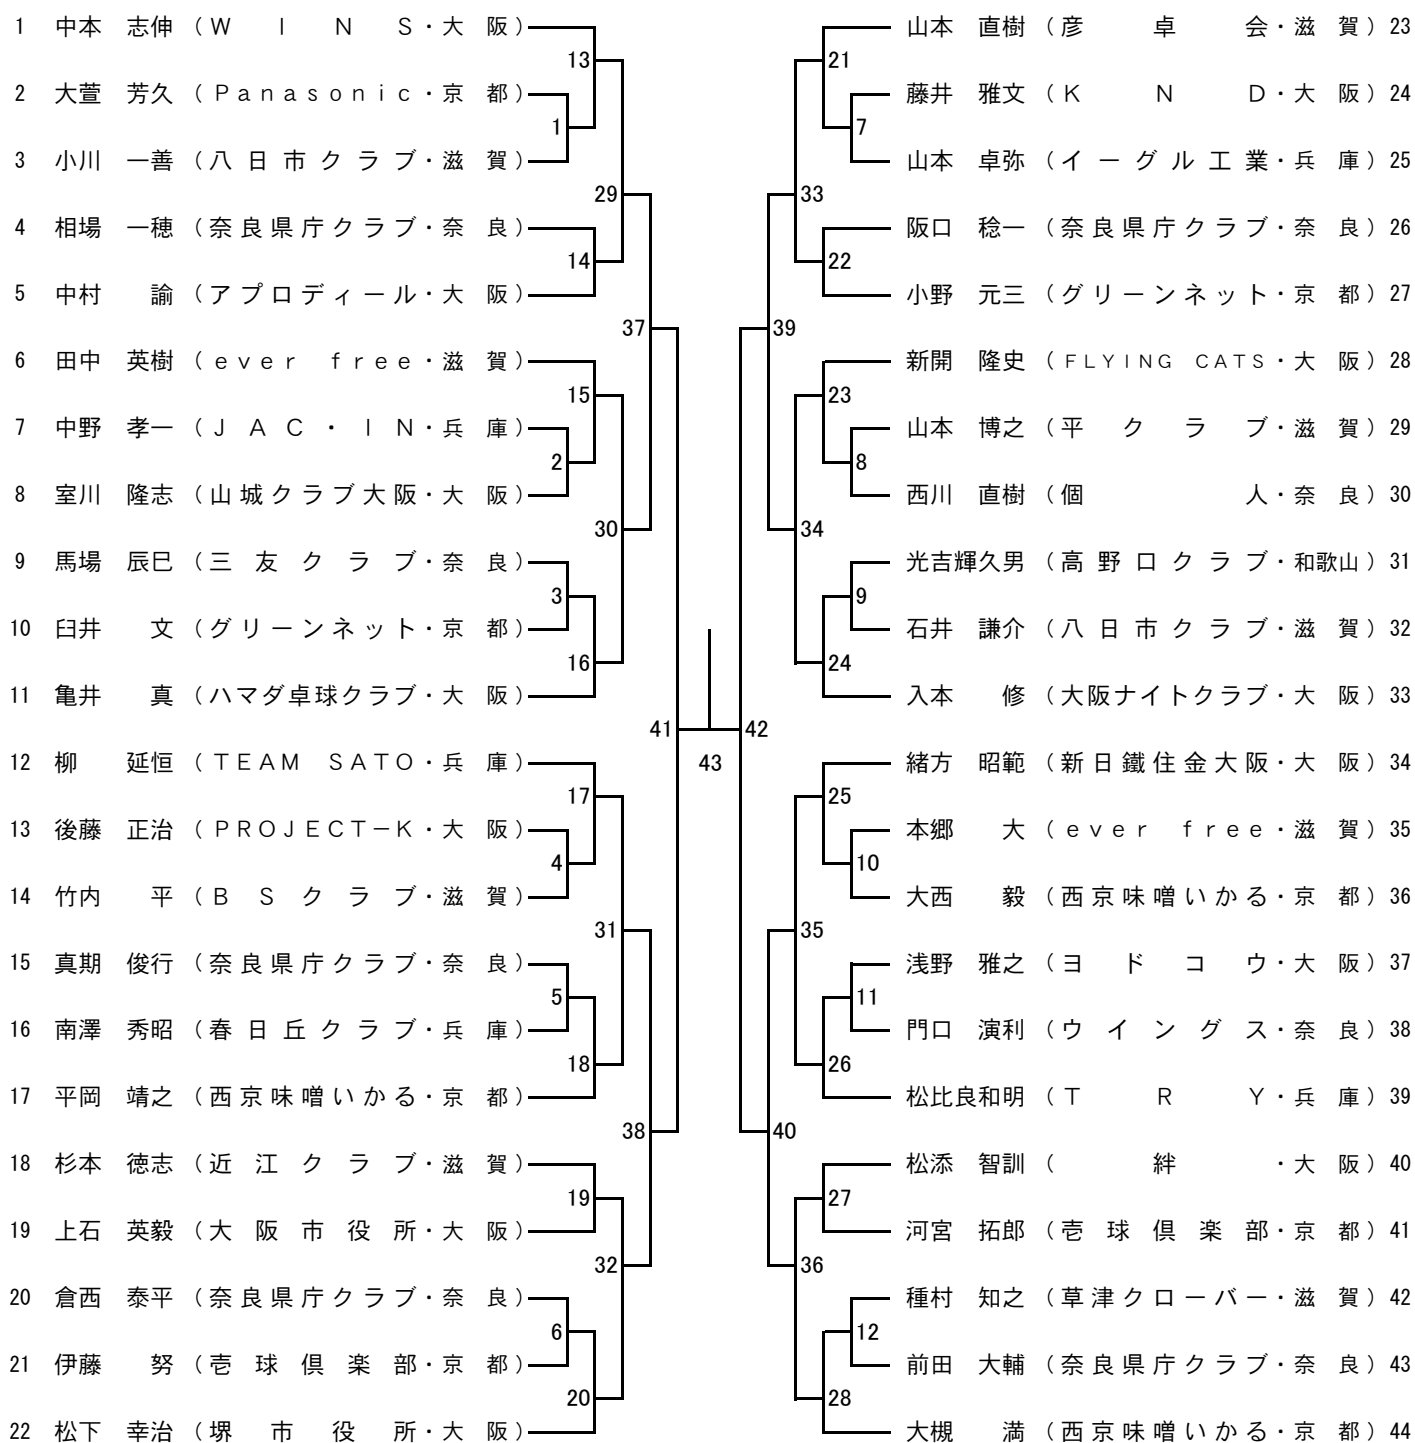 1 中本 志伸 (WINS・大阪)
13
2 大萱 芳久 (Panasonic・京都)
1
3 小川 一善 (八日市クラブ・滋賀)
29
4 相場 一穂 (奈良県庁クラブ・奈良)
14
5 中村 諭 (アプロディール・大阪)
37
6 田中 英樹 (ever free・滋賀)
15
7 中野 孝一 (JAC・IN・兵庫)
2
8 室川 隆志 (山城クラブ大阪・大阪)
30
9 馬場 辰巳 (三友クラブ・奈良)
3
10 臼井 文 (グリーンネット・京都)
16
11 亀井 真 (ハマダ卓球クラブ・大阪)
41
12 柳 延恒 (TEAM SATO・兵庫)
17
13 後藤 正治 (PROJECT－K・大阪)
4
14 竹内 平 (BSクラブ・滋賀)
31
15 真期 俊行 (奈良県庁クラブ・奈良)
5
16 南澤 秀昭 (春日丘クラブ・兵庫)
18
17 平岡 靖之 (西京味噌いかる・京都)
38
18 杉本 徳志 (近江クラブ・滋賀)
19
19 上石 英毅 (大阪市役所・大阪)
32
20 倉西 泰平 (奈良県庁クラブ・奈良)
6
21 伊藤 努 (壱球倶楽部・京都)
20
22 松下 幸治 (堺市役所・大阪)
43
山本 直樹 (彦卓会・滋賀) 23
21
藤井 雅文 (KND・大阪) 24
7
山本 卓弥 (イーグル工業・兵庫) 25
33
阪口 稔一 (奈良県庁クラブ・奈良) 26
22
小野 元三 (グリーンネット・京都) 27
39
新開 隆史 (FLYING CATS・大阪) 28
23
山本 博之 (平クラブ・滋賀) 29
8
西川 直樹 (個人・奈良) 30
34
光吉輝久男 (高野口クラブ・和歌山) 31
9
石井 謙介 (八日市クラブ・滋賀) 32
24
入本 修 (大阪ナイトクラブ・大阪) 33
42
緒方 昭範 (新日鐵住金大阪・大阪) 34
25
本郷 大 (ever free・滋賀) 35
10
大西 毅 (西京味噌いかる・京都) 36
35
浅野 雅之 (ヨドコウ・大阪) 37
11
門口 演利 (ウイングス・奈良) 38
26
松比良和明 (TRY・兵庫) 39
40
松添 智訓 (絆・大阪) 40
27
河宮 拓郎 (壱球倶楽部・京都) 41
36
種村 知之 (草津クローバー・滋賀) 42
12
前田 大輔 (奈良県庁クラブ・奈良) 43
28
大槻 満 (西京味噌いかる・京都) 44